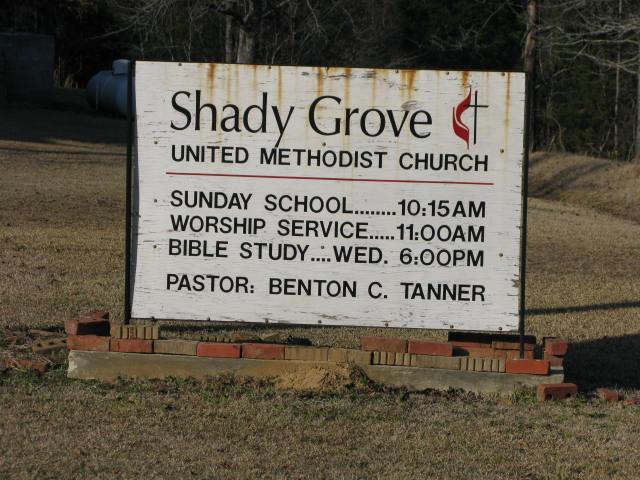 Shady Grove
UNITED METHODIST CHURCH
SUNDAY SCHOOL........10:15AM
WORSHIP SERVICE.....11:00AM
BIBLE STUDY....WED. 6:00PM
PASTOR: BENTON C. TANNER